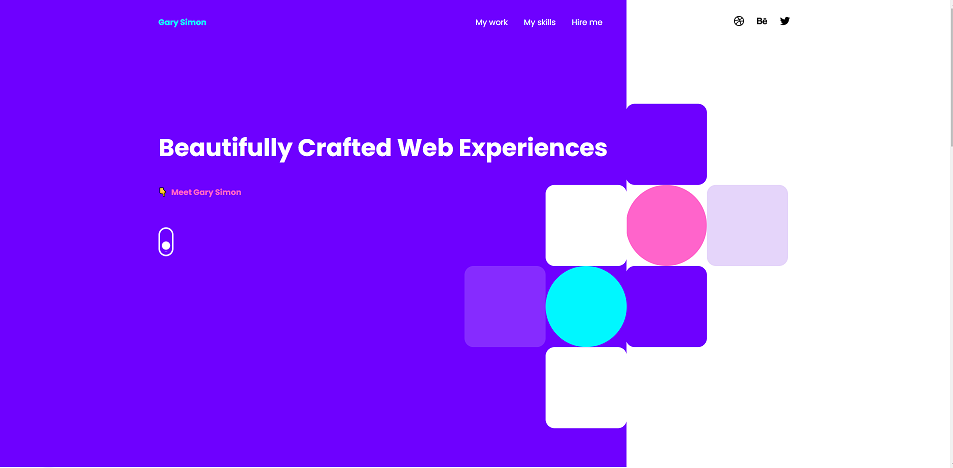 Gary Simon
My work
My skills
Hire me
Bē
Beautifully Crafted Web Experiences
Meet Gary Simon